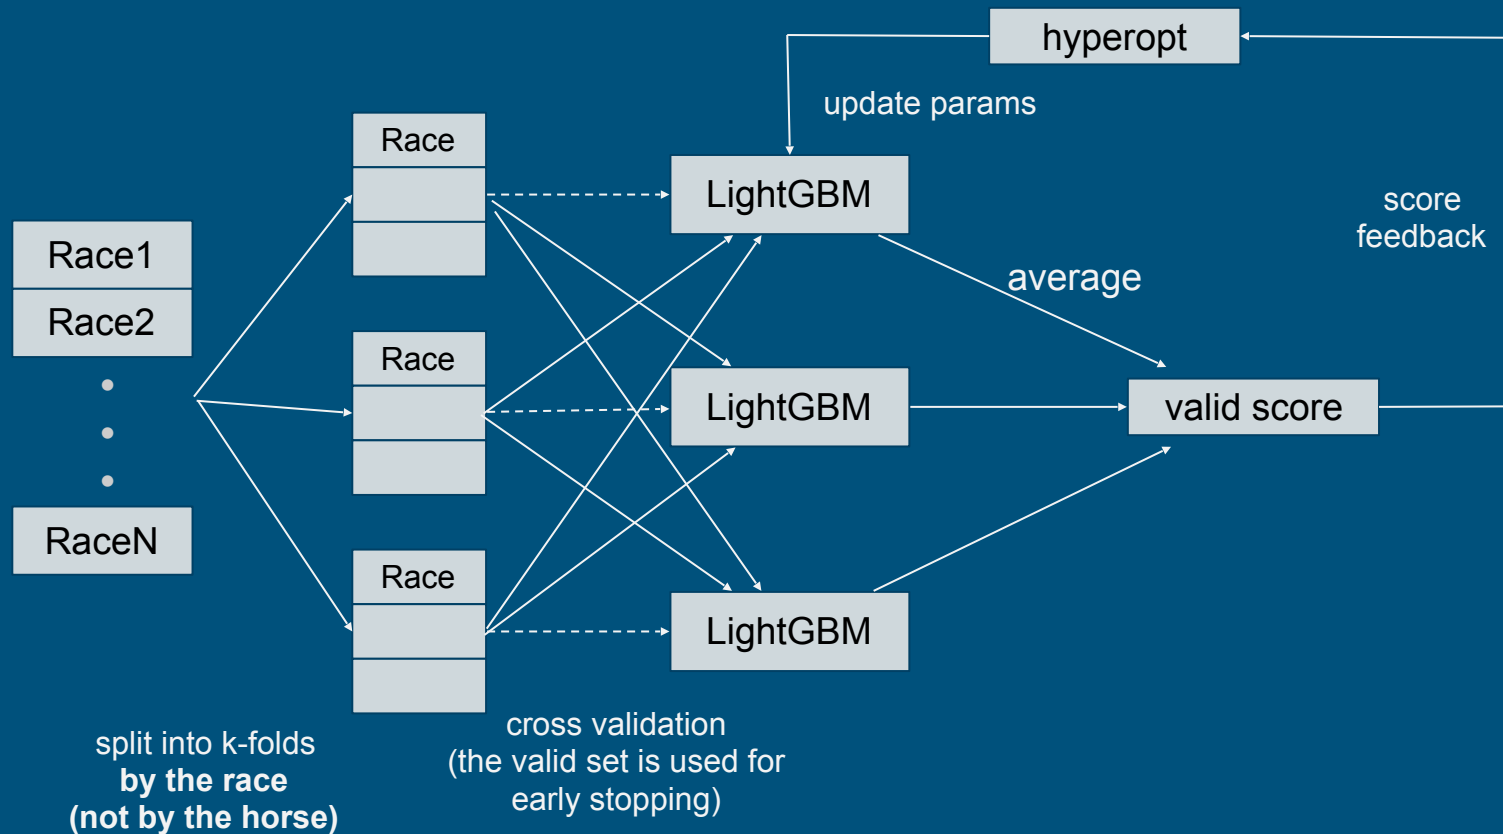 hyperopt
update params
Race
LightGBM
score
feedback
Race1
Race2
average
Race
LightGBM
valid score
RaceN
Race
LightGBM
split into k-folds
by the race
(not by the horse)
cross validation
(the valid set is used for
early stopping)